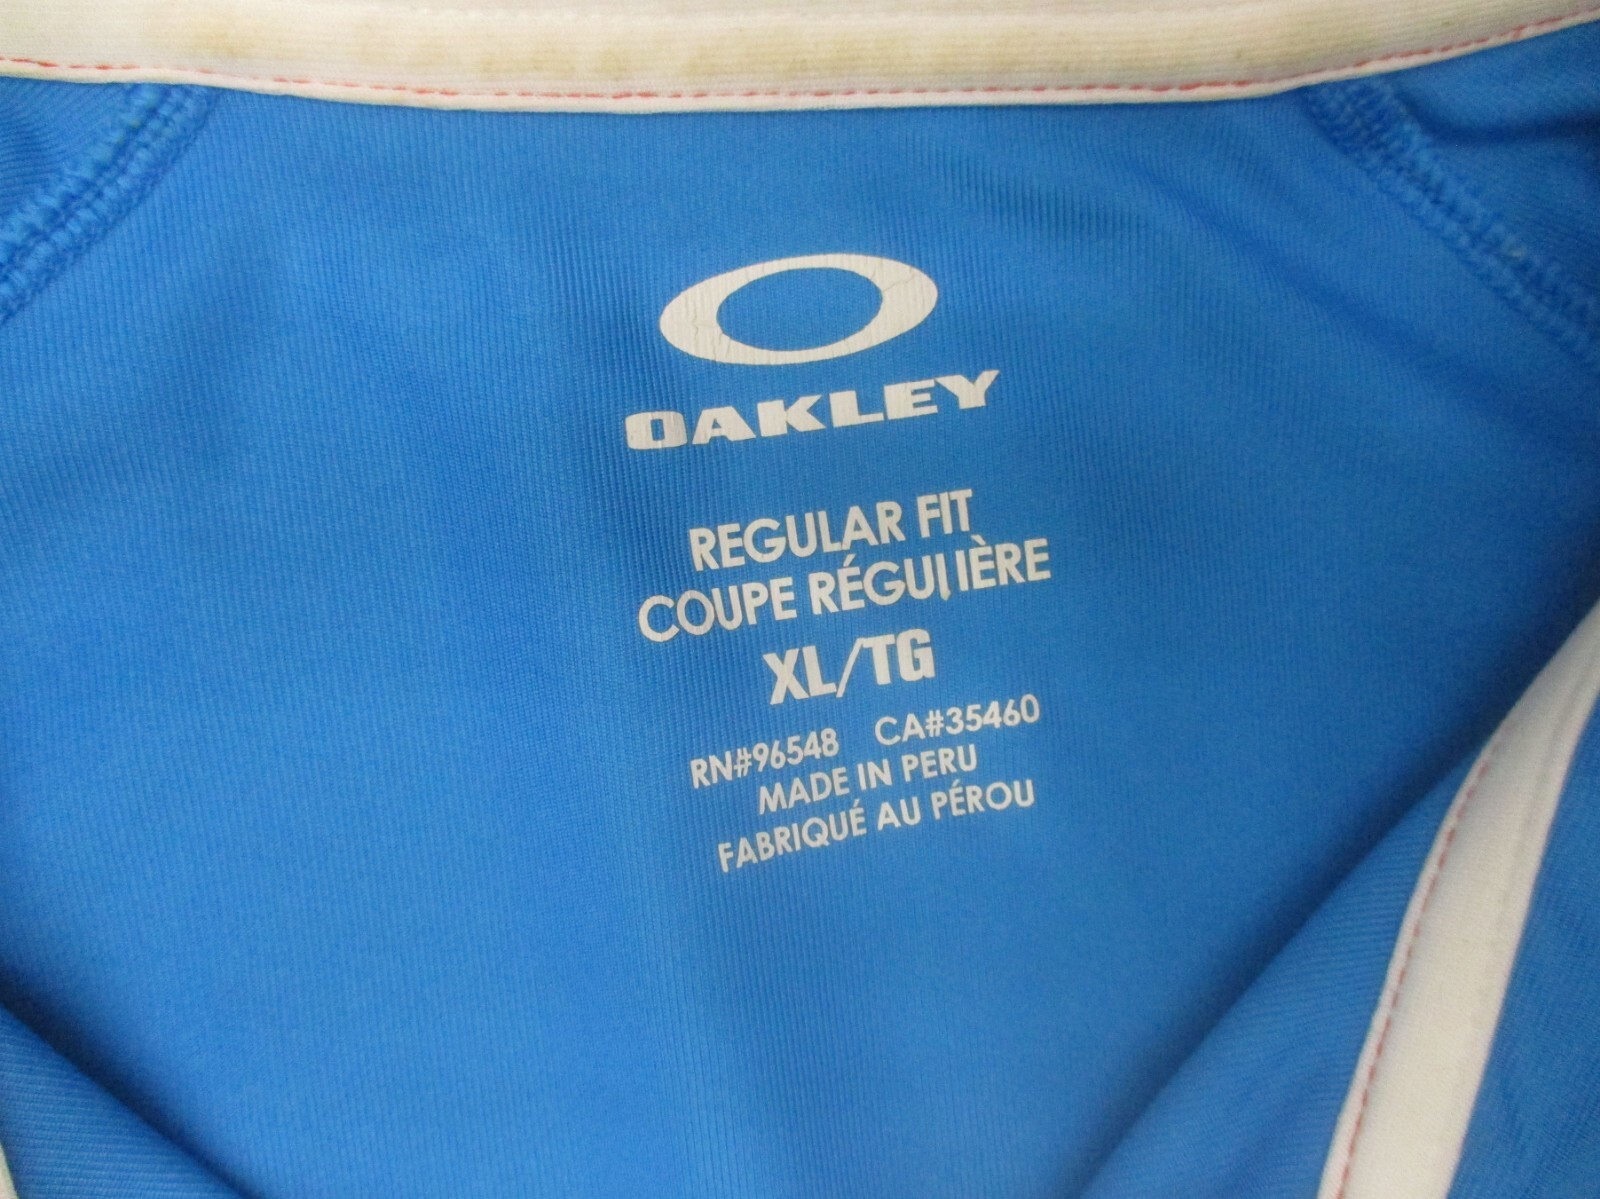 OAKLEY
REGULAR FIT
COUPE RÉGULIÈRE
XL/TG
RN#96548 CA#35460
MADE IN PERU
FABRIQUÉ AU PÉROU